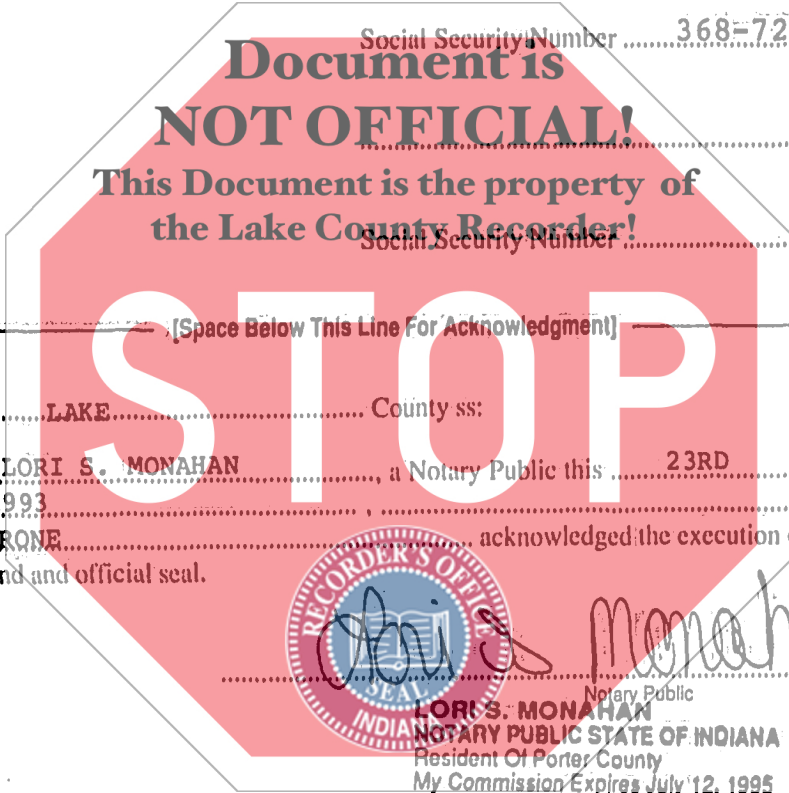 Social Security Number 368-72
Document is
NOT OFFICIAL!
This Document is the property of
the Lake County Recorder!
Social Security Number
[Space Below This Line For Acknowledgment]
STOP
LAKE County ss:
LORI S. MONAHAN, a Notary Public this 23RD
993 ,
RONE acknowledged the execution
nd and official seal.
RECORDER'S OFFICE
SEAL
INDIANA
Lori S Monah
Notary Public
LORI S. MONAHAN
NOTARY PUBLIC STATE OF INDIANA
Resident Of Porter County
My Commission Expires July 12, 1995